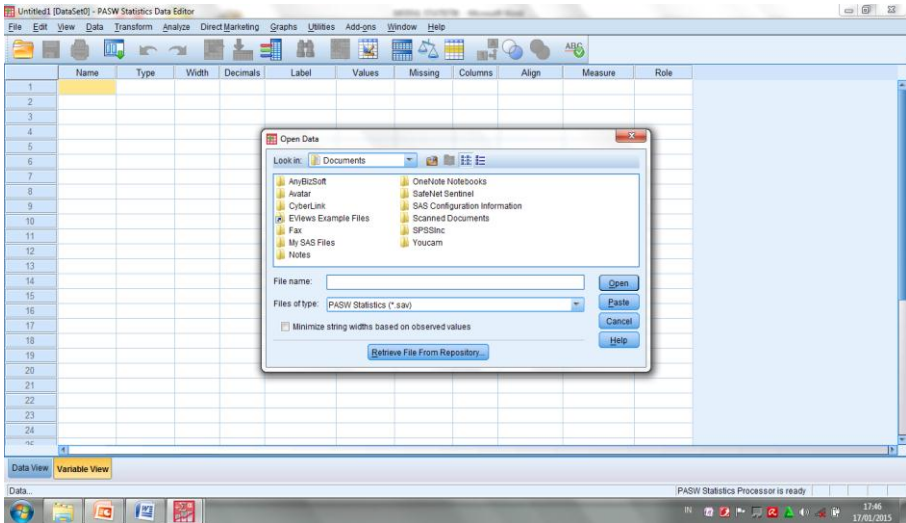 Untitled1 [DataSet0] - PASW Statistics Data Editor
File Edit View Data Transform Analyze Direct Marketing Graphs Utilities Add-ons Window Help
Name Type Width Decimals Label Values Missing Columns Align Measure Role
1
2
3
4
5
6
7
8
9
10
11
12
13
14
15
16
17
18
19
20
21
22
23
24
Open Data
Look in: Documents
AnyBizSoft OneNote Notebooks
Avatar SafeNet Sentinel
CyberLink SAS Configuration Information
EViews Example Files Scanned Documents
Fax SPSSInc
My SAS Files Youcam
Notes
File name: Open
Files of type: PASW Statistics (*.sav) Paste
Minimize string widths based on observed values Cancel
Help
Retrieve File From Repository...
Data View Variable View
Data... PASW Statistics Processor is ready
IN 17:46
17/01/2015